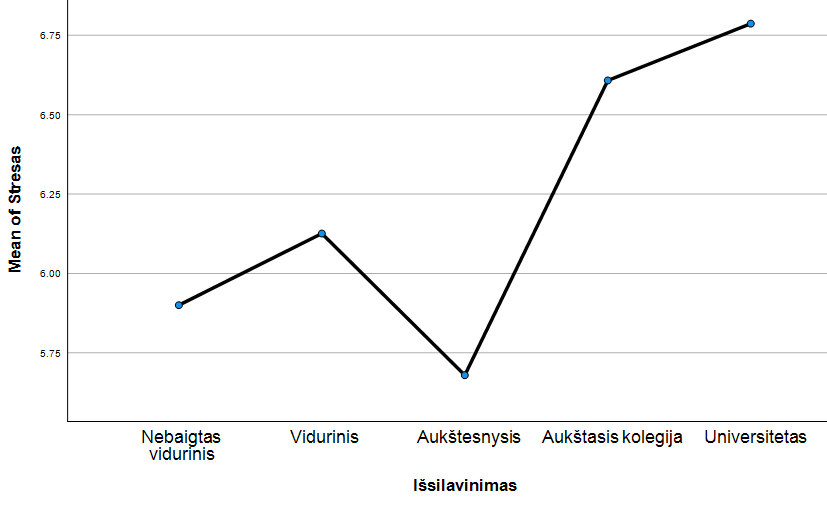 6.75
6.50
6.25
6.00
5.75
Mean of Stresas
Nebaigtas
vidurinis
Vidurinis
Aukštesnysis
Aukštasis kolegija
Universitetas
Išsilavinimas